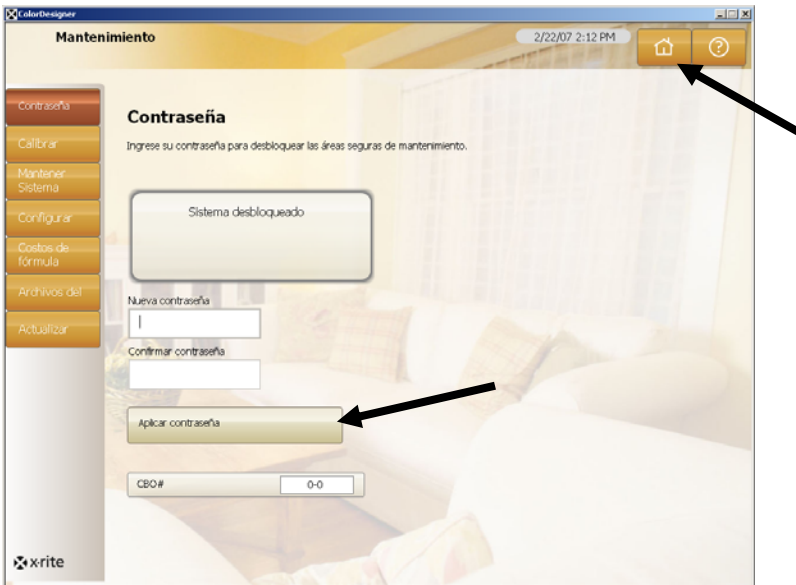 ColorDesigner
Mantenimiento
2/22/07 2:12 PM
Contraseña
Calibrar
Mantener
Sistema
Configurar
Costos de
fórmula
Archivos del
Actualizar
Contraseña
Ingrese su contraseña para desbloquear las áreas seguras de mantenimiento.
Sistema desbloqueado
Nueva contraseña
Confirmar contraseña
Aplicar contraseña
CBO# 0-0
x·rite